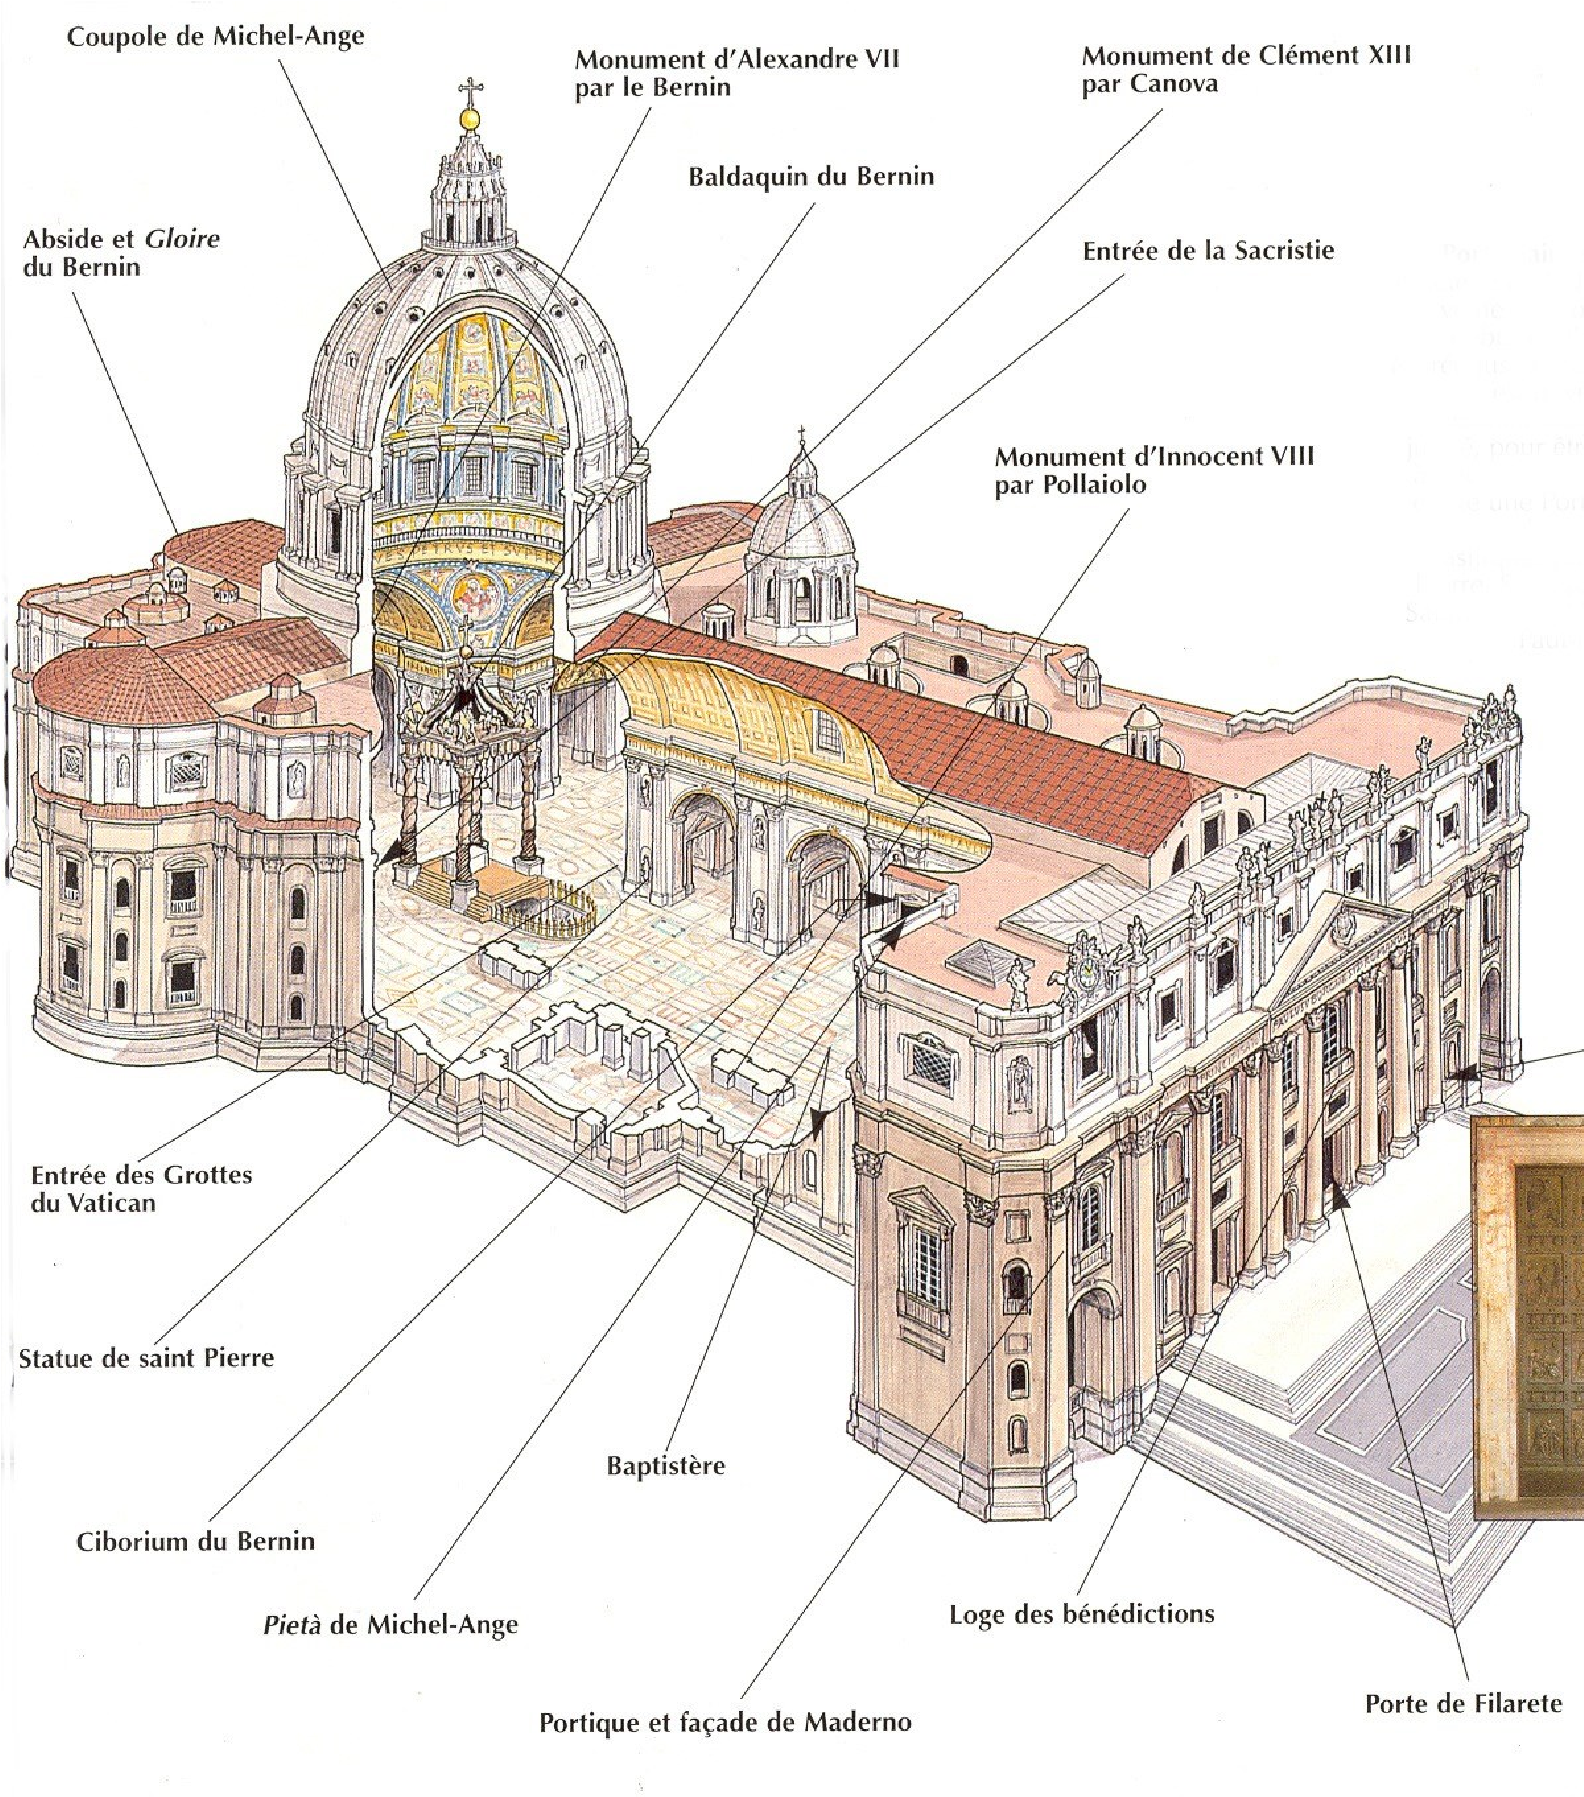 Coupole de Michel-Ange
Monument d'Alexandre VII
par le Bernin
Monument de Clément XIII
par Canova
Baldaquin du Bernin
Abside et Gloire
du Bernin
Entrée de la Sacristie
Monument d'Innocent VIII
par Pollaiolo
Entrée des Grottes
du Vatican
Statue de saint Pierre
Baptistère
Ciborium du Bernin
Pietà de Michel-Ange
Loge des bénédictions
Portique et façade de Maderno
Porte de Filarete